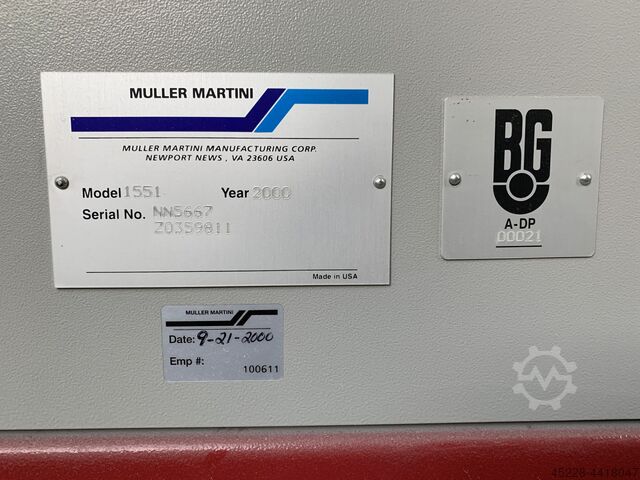 MULLER MARTINI
MULLER MARTINI MANUFACTURING CORP.
NEWPORT NEWS, VA 23606 USA
Model 1551 Year 2000
Serial No. NN5667
Z0359811
Made in USA
BG
A-DP
00021
MULLER MARTINI
Date: 9-21-2000
Emp #:
100611
45228-4418047